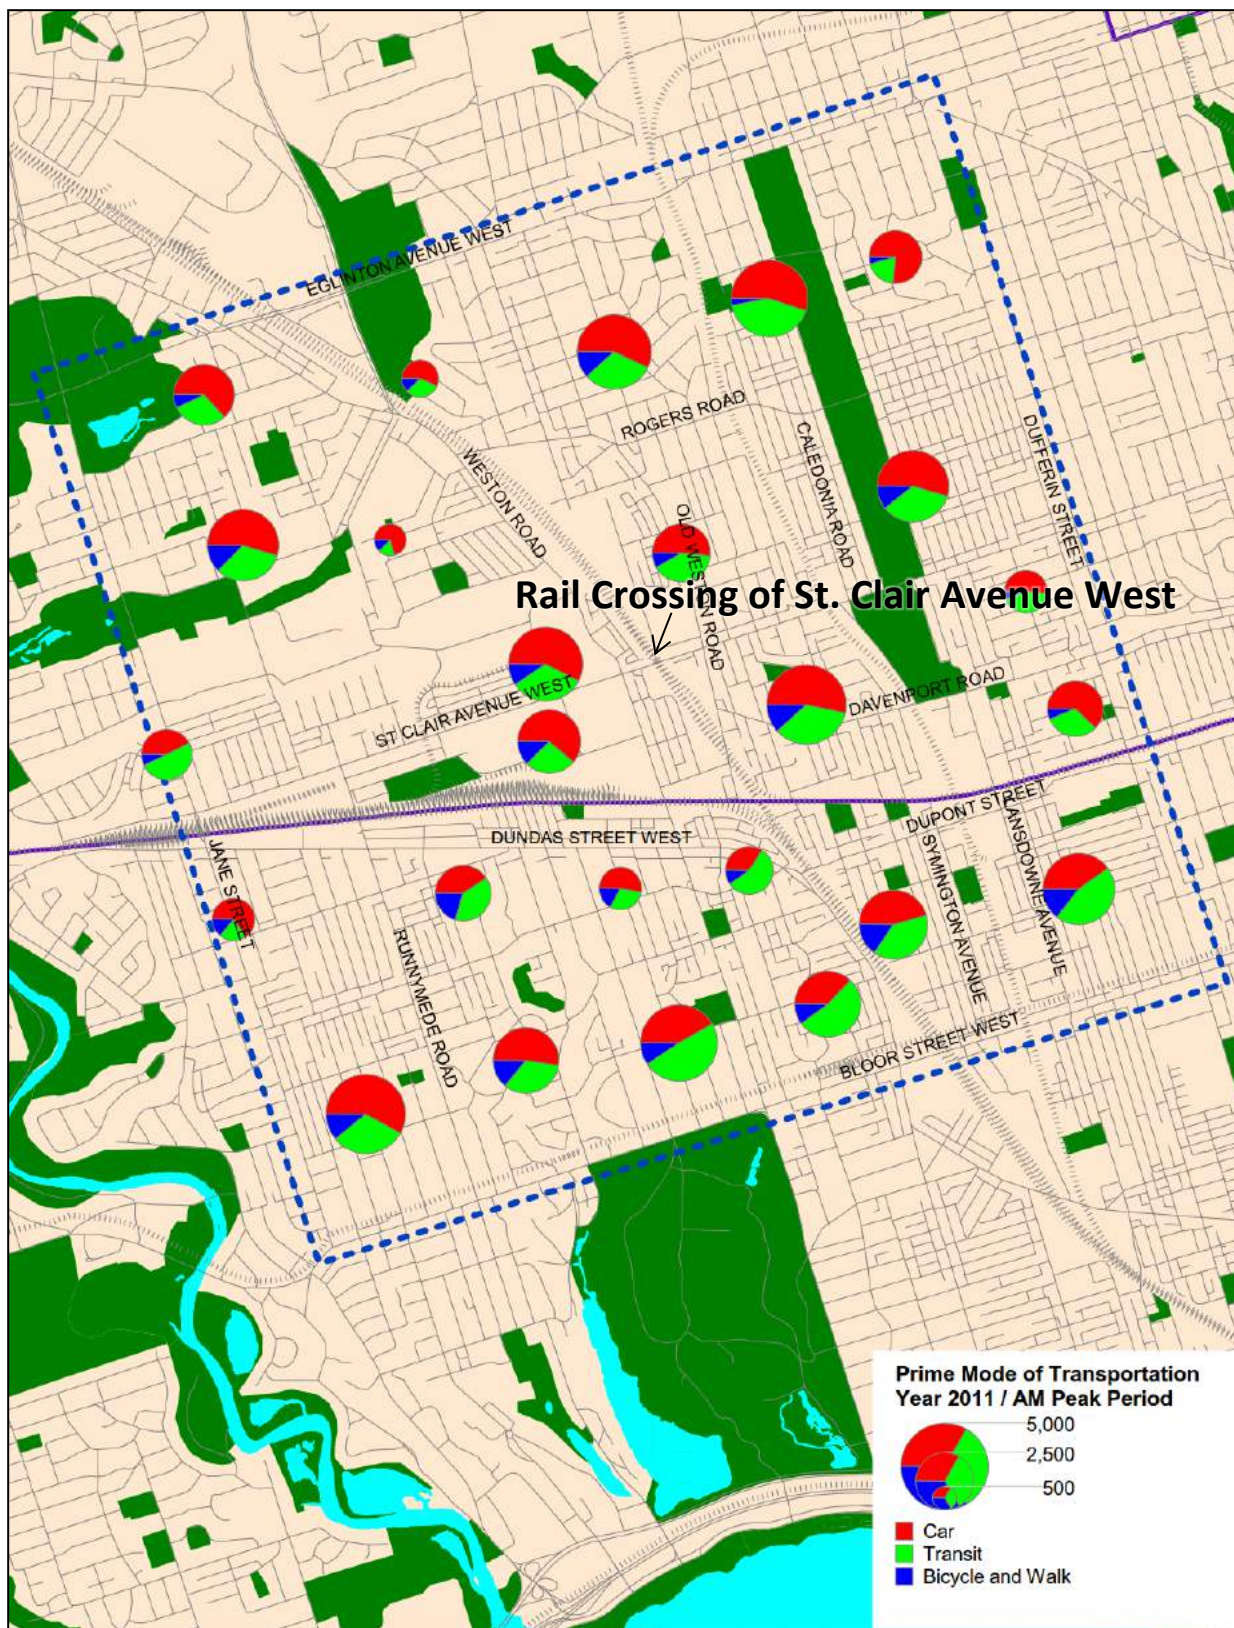 EGLINTON AVENUE WEST
ROGERS ROAD
WESTON ROAD
OLD WESTON ROAD
CALEDONIA ROAD
DUFFERIN STREET
Rail Crossing of St. Clair Avenue West
ST CLAIR AVENUE WEST
DAVENPORT ROAD
DUPONT STREET
DUNDAS STREET WEST
JANE STREET
RUNNYMEDE ROAD
SYMINGTON AVENUE
LANSDOWNE AVENUE
BLOOR STREET WEST
Prime Mode of Transportation
Year 2011 / AM Peak Period
5,000
2,500
500
Car
Transit
Bicycle and Walk